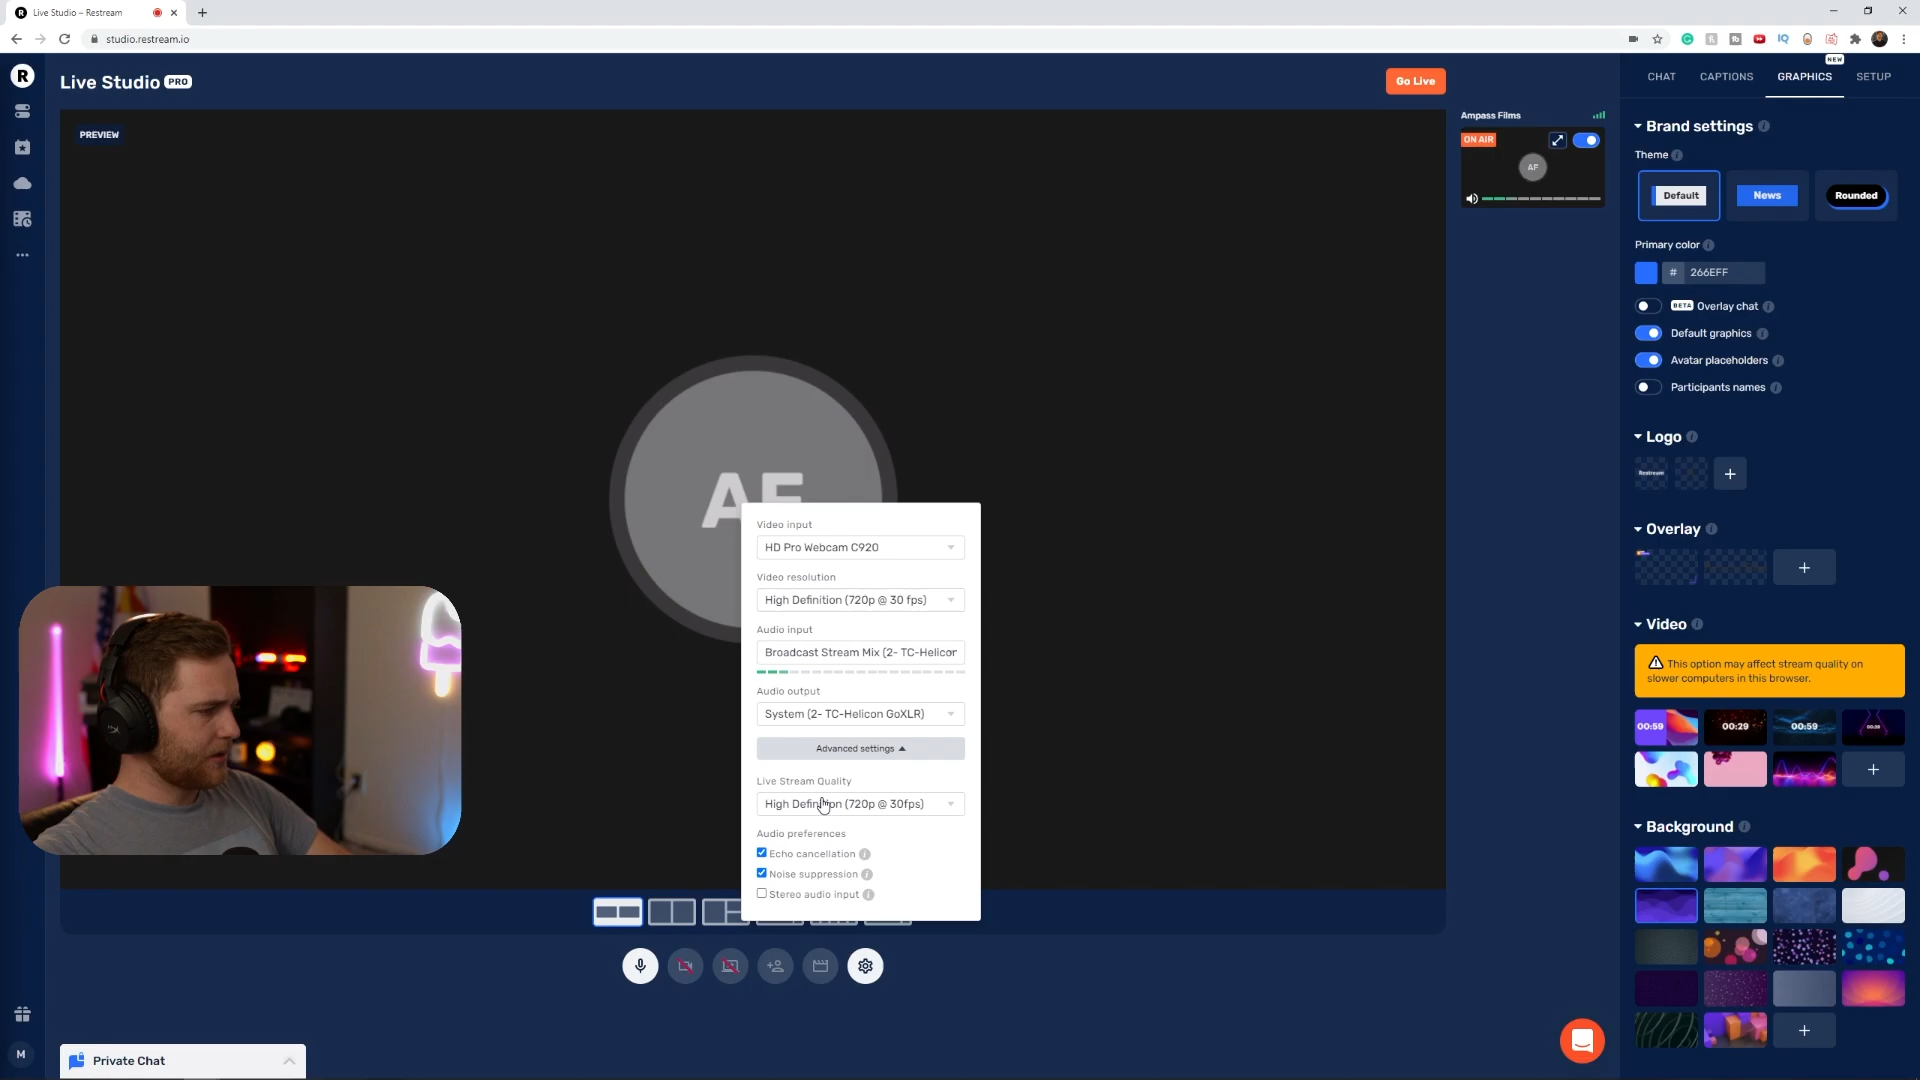 Live Studio – Restream
studio.restream.io
R
Live Studio PRO
Go Live
PREVIEW
Ampass Films
ON AIR
AF
AF
Video input
HD Pro Webcam C920
Video resolution
High Definition (720p @ 30 fps)
Audio input
Broadcast Stream Mix (2- TC-Helicon
Audio output
System (2- TC-Helicon GoXLR)
Advanced settings
Live Stream Quality
High Definition (720p @ 30fps)
Audio preferences
Echo cancellation
Noise suppression
Stereo audio input
M
Private Chat
NEW
CHAT CAPTIONS GRAPHICS SETUP
Brand settings
Theme
Default News Rounded
Primary color
# 266EFF
BETA Overlay chat
Default graphics
Avatar placeholders
Participants names
Logo
Restream
Overlay
Video
This option may affect stream quality on
slower computers in this browser.
00:59 00:29 00:59
Background